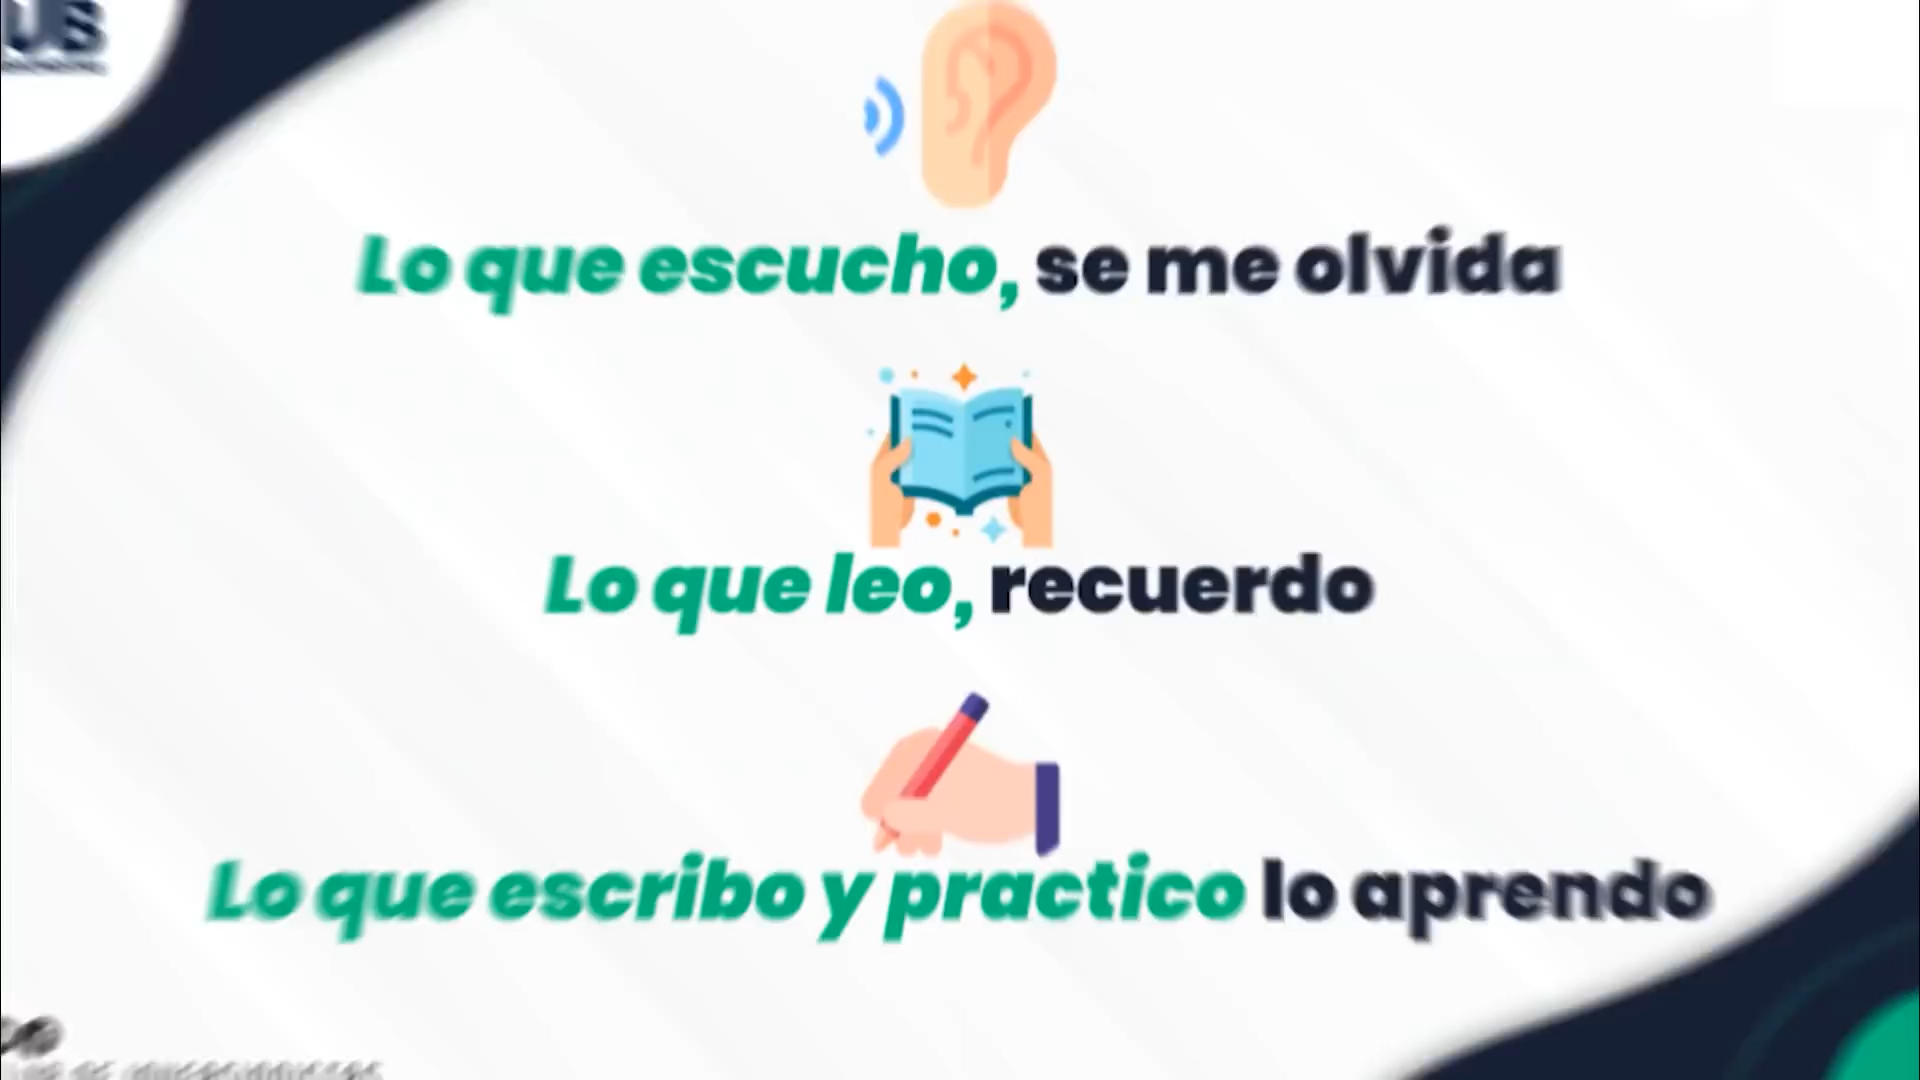 Lo que escucho, se me olvida
Lo que leo, recuerdo
Lo que escribo y practico lo aprendo